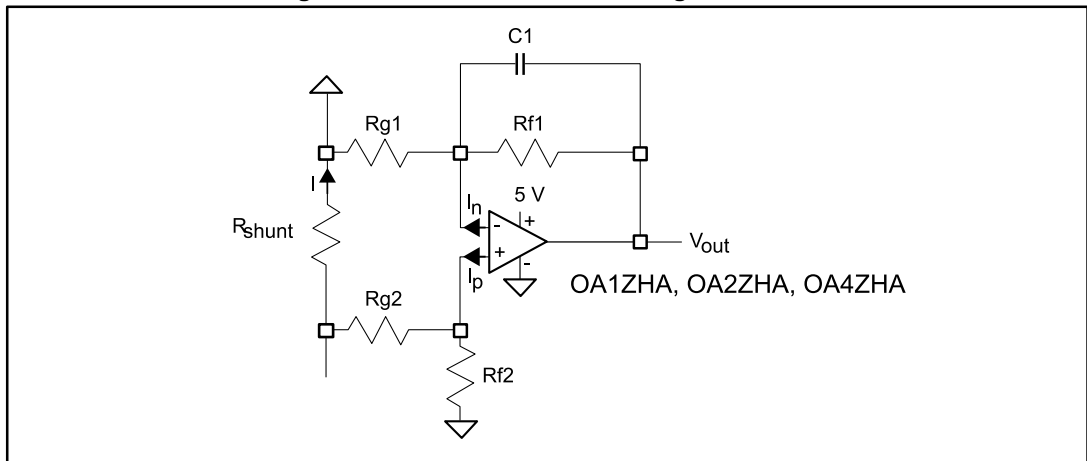 C1
Rg1
Rf1
I
5 V
In
-
+
Rshunt
+
-
Vout
Ip
OA1ZHA, OA2ZHA, OA4ZHA
Rg2
Rf2